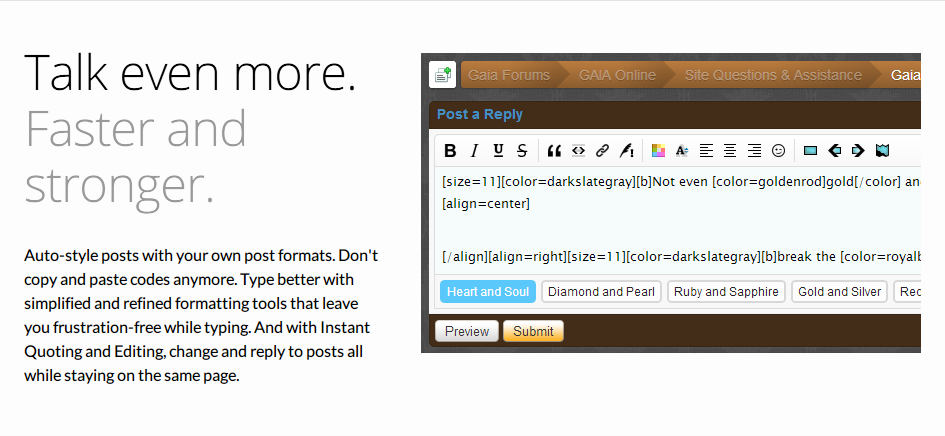 Talk even more.
Faster and
stronger.
Auto-style posts with your own post formats. Don't
copy and paste codes anymore. Type better with
simplified and refined formatting tools that leave
you frustration-free while typing. And with Instant
Quoting and Editing, change and reply to posts all
while staying on the same page.
Gaia Forums GAIA Online Site Questions & Assistance Gaia
Post a Reply
B I U S
[size=11][color=darkslategray][b]Not even [color=goldenrod]gold[/color] an
[align=center]
[/align][align=right][size=11][color=darkslategray][b]break the [color=royalb
Heart and Soul Diamond and Pearl Ruby and Sapphire Gold and Silver Rec
Preview Submit